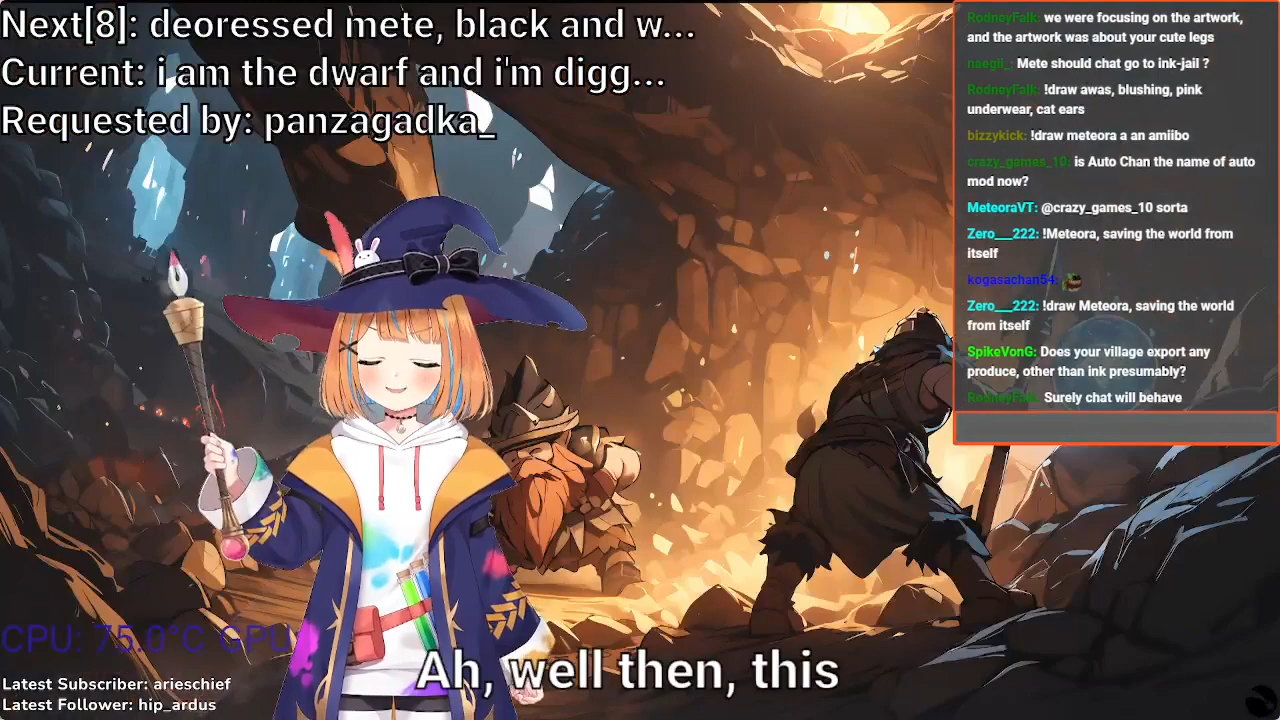 Next[8]: deoressed mete, black and w...
Current: i am the dwarf and i'm digg...
Requested by: panzagadka_
RodneyFalk: we were focusing on the artwork,
and the artwork was about your cute legs
naegii_: Mete should chat go to ink-jail ?
RodneyFalk: !draw awas, blushing, pink
underwear, cat ears
bizzykick: !draw meteora a an amiibo
crazy_games_10: is Auto Chan the name of auto
mod now?
MeteoraVT: @crazy_games_10 sorta
Zero___222: !Meteora, saving the world from
itself
kogasachan54:
Zero___222: !draw Meteora, saving the world
from itself
SpikeVonG: Does your village export any
produce, other than ink presumably?
RodneyFalk: Surely chat will behave
CPU: 75.0°C GPU
Ah, well then, this
Latest Subscriber: arieschief
Latest Follower: hip_ardus